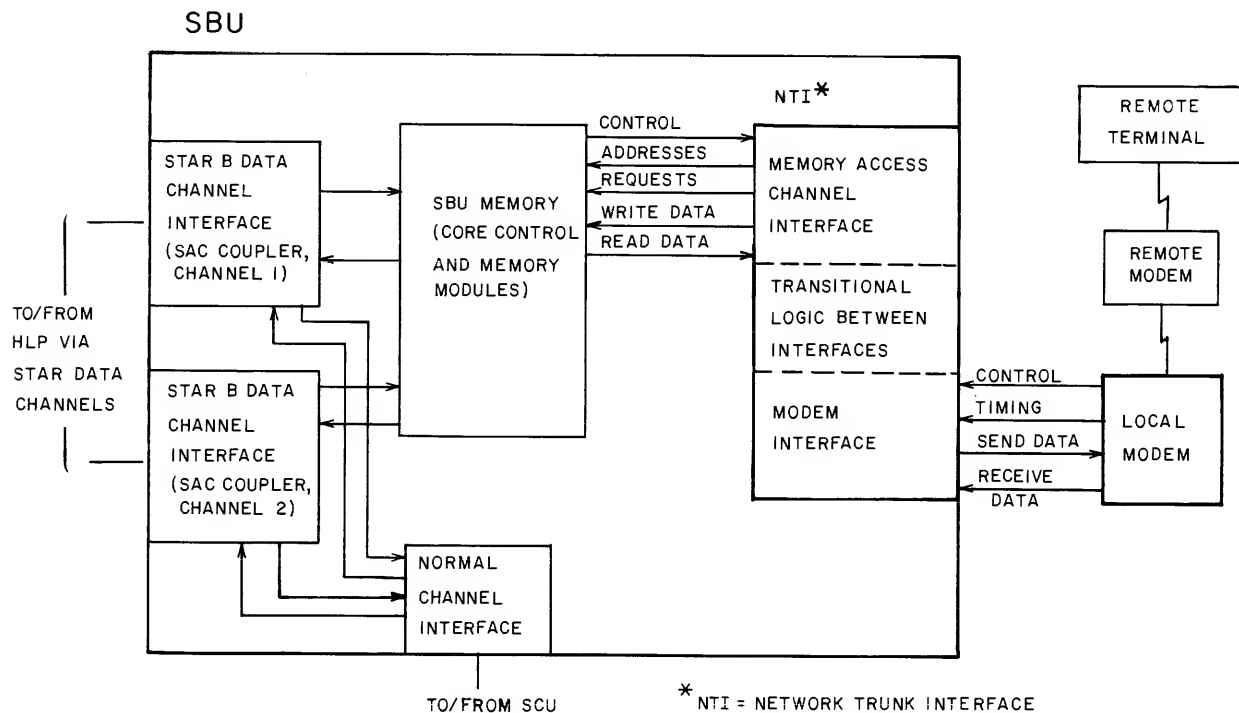 SBU
NTI*
STAR B DATA
CHANNEL
INTERFACE
(SAC COUPLER,
CHANNEL 1)
TO/FROM
HLP VIA
STAR DATA
CHANNELS
STAR B DATA
CHANNEL
INTERFACE
(SAC COUPLER,
CHANNEL 2)
SBU MEMORY
(CORE CONTROL
AND MEMORY
MODULES)
CONTROL
ADDRESSES
REQUESTS
WRITE DATA
READ DATA
MEMORY ACCESS
CHANNEL
INTERFACE
TRANSITIONAL
LOGIC BETWEEN
INTERFACES
MODEM
INTERFACE
CONTROL
TIMING
SEND DATA
RECEIVE
DATA
REMOTE
TERMINAL
REMOTE
MODEM
LOCAL
MODEM
NORMAL
CHANNEL
INTERFACE
TO/FROM SCU
*NTI = NETWORK TRUNK INTERFACE